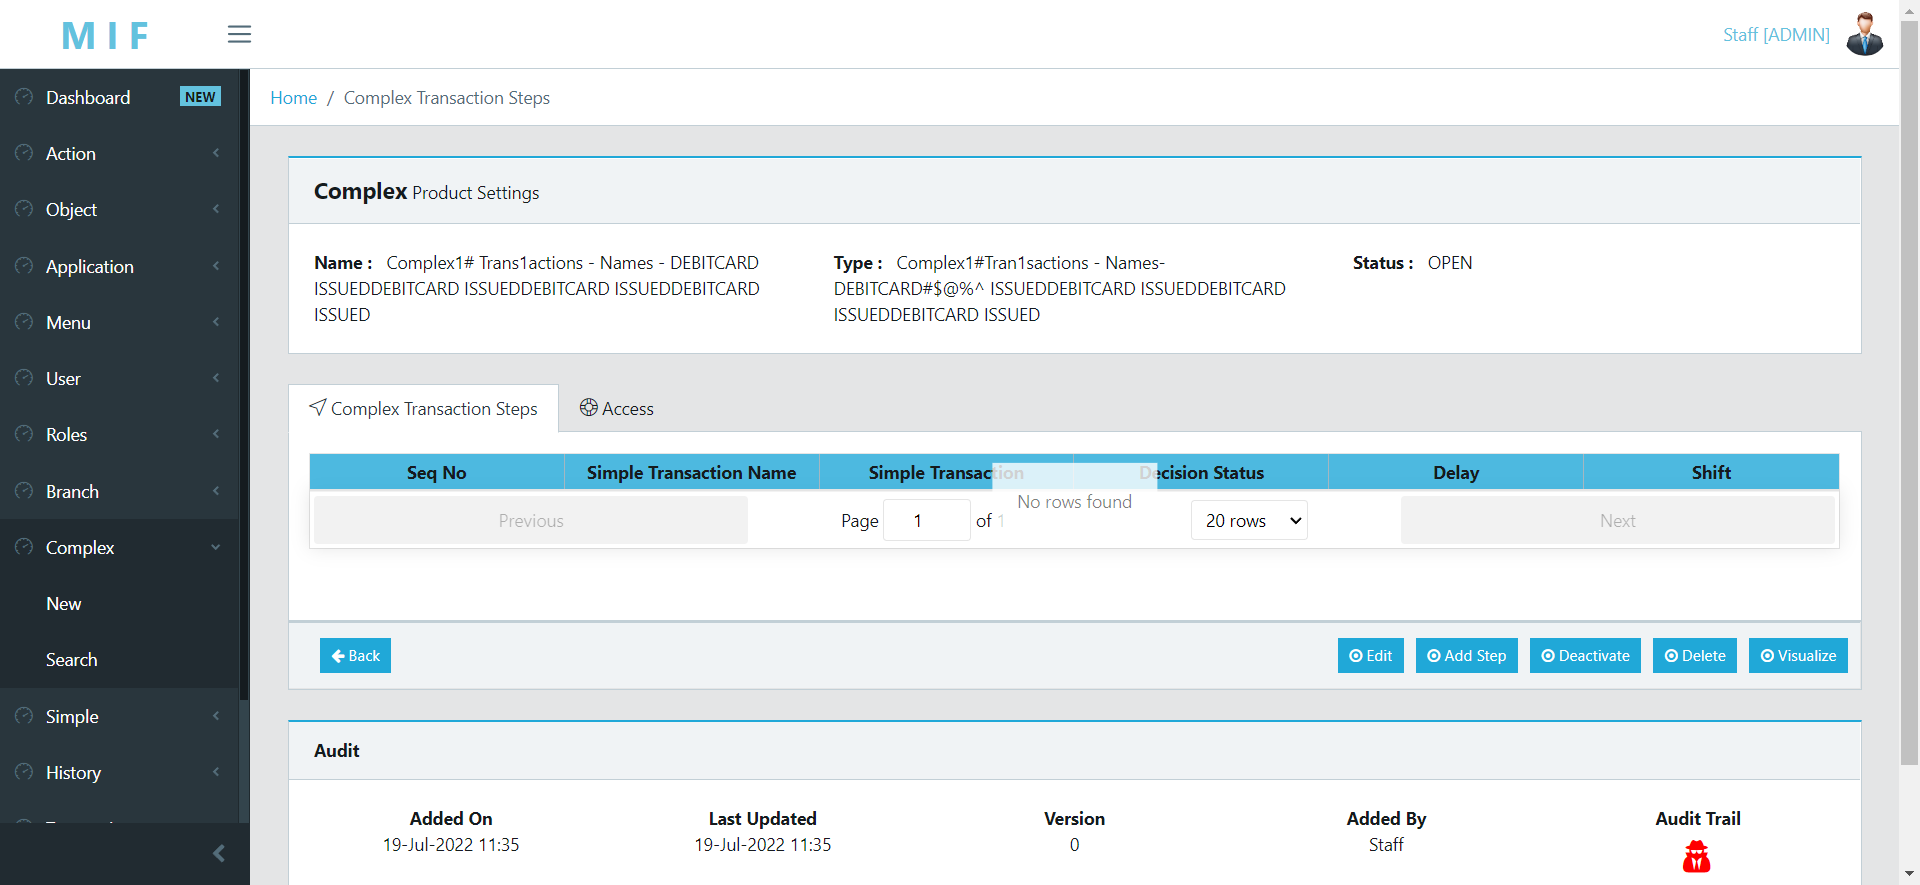 MIF
Staff [ADMIN]
Dashboard NEW
Action
Object
Application
Menu
User
Roles
Branch
Complex
New
Search
Simple
History
Home / Complex Transaction Steps
Complex Product Settings
Name : Complex1# Trans1actions - Names - DEBITCARD
ISSUEDDEBITCARD ISSUEDDEBITCARD ISSUEDDEBITCARD
ISSUED
Type : Complex1#Tran1sactions - Names-
DEBITCARD#$@%^ ISSUEDDEBITCARD ISSUEDDEBITCARD
ISSUEDDEBITCARD ISSUED
Status : OPEN
Complex Transaction Steps Access
Seq No Simple Transaction Name Simple Transaction Decision Status Delay Shift
No rows found
Previous Page 1 of 1 20 rows Next
Back Edit Add Step Deactivate Delete Visualize
Audit
Added On Last Updated Version Added By Audit Trail
19-Jul-2022 11:35 19-Jul-2022 11:35 0 Staff